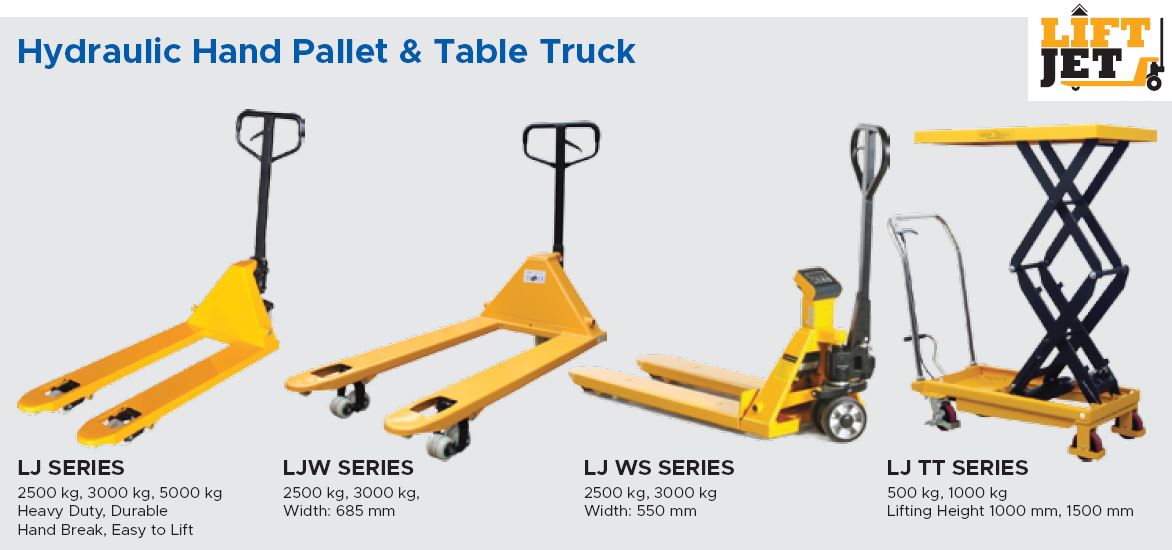 Hydraulic Hand Pallet & Table Truck
LIFT
JET
LJ SERIES
2500 kg, 3000 kg, 5000 kg
Heavy Duty, Durable
Hand Break, Easy to Lift
LJW SERIES
2500 kg, 3000 kg,
Width: 685 mm
LJ WS SERIES
2500 kg, 3000 kg
Width: 550 mm
LJ TT SERIES
500 kg, 1000 kg
Lifting Height 1000 mm, 1500 mm